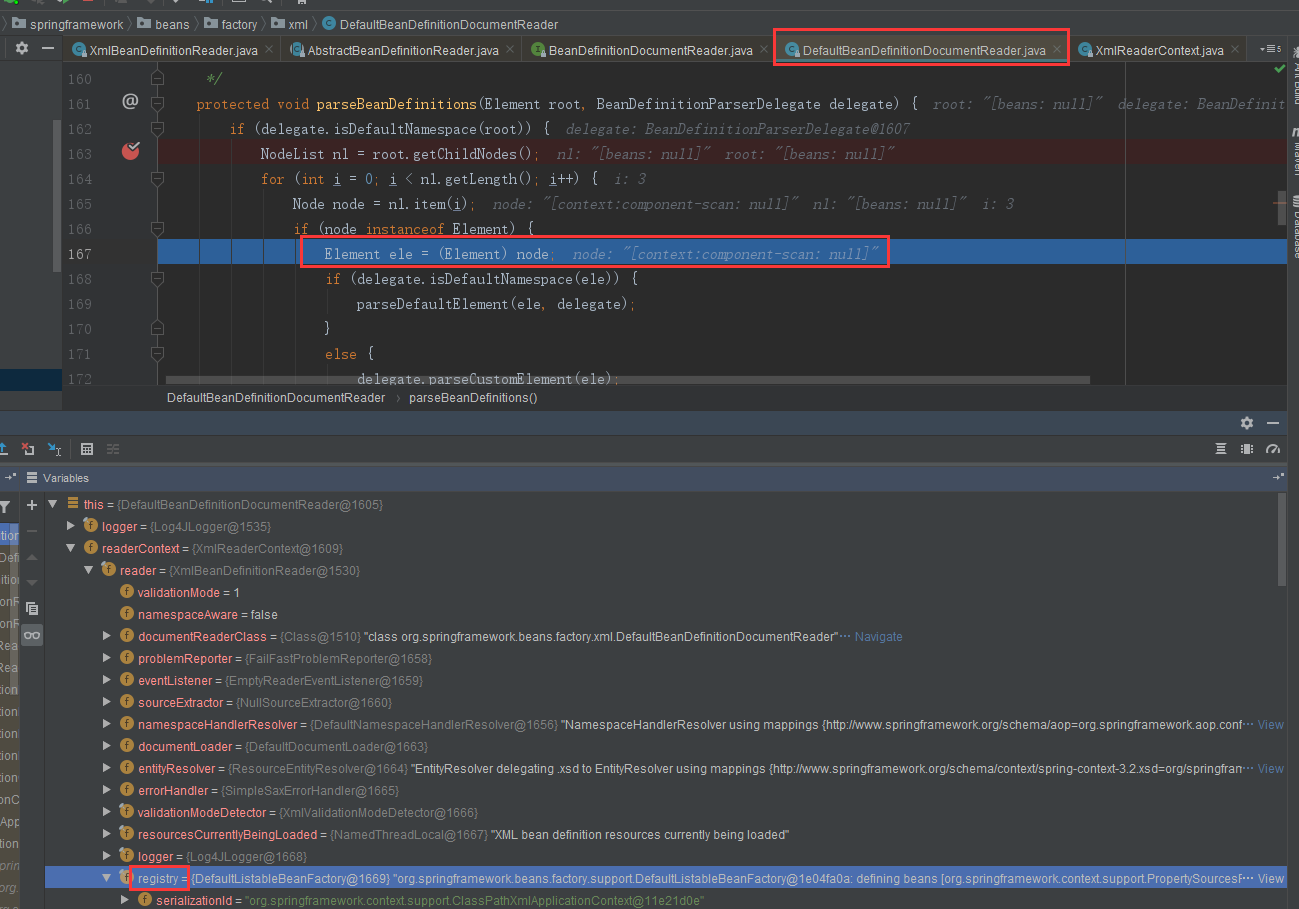 springframework beans factory xml DefaultBeanDefinitionDocumentReader
XmlBeanDefinitionReader.java AbstractBeanDefinitionReader.java BeanDefinitionDocumentReader.java DefaultBeanDefinitionDocumentReader.java XmlReaderContext.java 5
160 */
161 @ protected void parseBeanDefinitions(Element root, BeanDefinitionParserDelegate delegate) { root: "[beans: null]" delegate: BeanDefinit
162 if (delegate.isDefaultNamespace(root)) { delegate: BeanDefinitionParserDelegate@1607
163 NodeList nl = root.getChildNodes(); nl: "[beans: null]" root: "[beans: null]"
164 for (int i = 0; i < nl.getLength(); i++) { i: 3
165 Node node = nl.item(i); node: "[context:component-scan: null]" nl: "[beans: null]" i: 3
166 if (node instanceof Element) {
167 Element ele = (Element) node; node: "[context:component-scan: null]"
168 if (delegate.isDefaultNamespace(ele)) {
169 parseDefaultElement(ele, delegate);
170 }
171 else {
172 delegate.parseCustomElement(ele);
Database
DefaultBeanDefinitionDocumentReader › parseBeanDefinitions()
Variables
this = {DefaultBeanDefinitionDocumentReader@1605}
logger = {Log4JLogger@1535}
readerContext = {XmlReaderContext@1609}
reader = {XmlBeanDefinitionReader@1530}
validationMode = 1
namespaceAware = false
documentReaderClass = {Class@1510} "class org.springframework.beans.factory.xml.DefaultBeanDefinitionDocumentReader"... Navigate
problemReporter = {FailFastProblemReporter@1658}
eventListener = {EmptyReaderEventListener@1659}
sourceExtractor = {NullSourceExtractor@1660}
namespaceHandlerResolver = {DefaultNamespaceHandlerResolver@1656} "NamespaceHandlerResolver using mappings {http://www.springframework.org/schema/aop=org.springframework.aop.conf... View
documentLoader = {DefaultDocumentLoader@1663}
entityResolver = {ResourceEntityResolver@1664} "EntityResolver delegating .xsd to EntityResolver using mappings {http://www.springframework.org/schema/context/spring-context-3.2.xsd=org/springfram... View
errorHandler = {SimpleSaxErrorHandler@1665}
validationModeDetector = {XmlValidationModeDetector@1666}
resourcesCurrentlyBeingLoaded = {NamedThreadLocal@1667} "XML bean definition resources currently being loaded"
logger = {Log4JLogger@1668}
registry = {DefaultListableBeanFactory@1669} "org.springframework.beans.factory.support.DefaultListableBeanFactory@1e04fa0a: defining beans [org.springframework.context.support.PropertySourcesP... View
serializationId = "org.springframework.context.support.ClassPathXmlApplicationContext@11e21d0e"